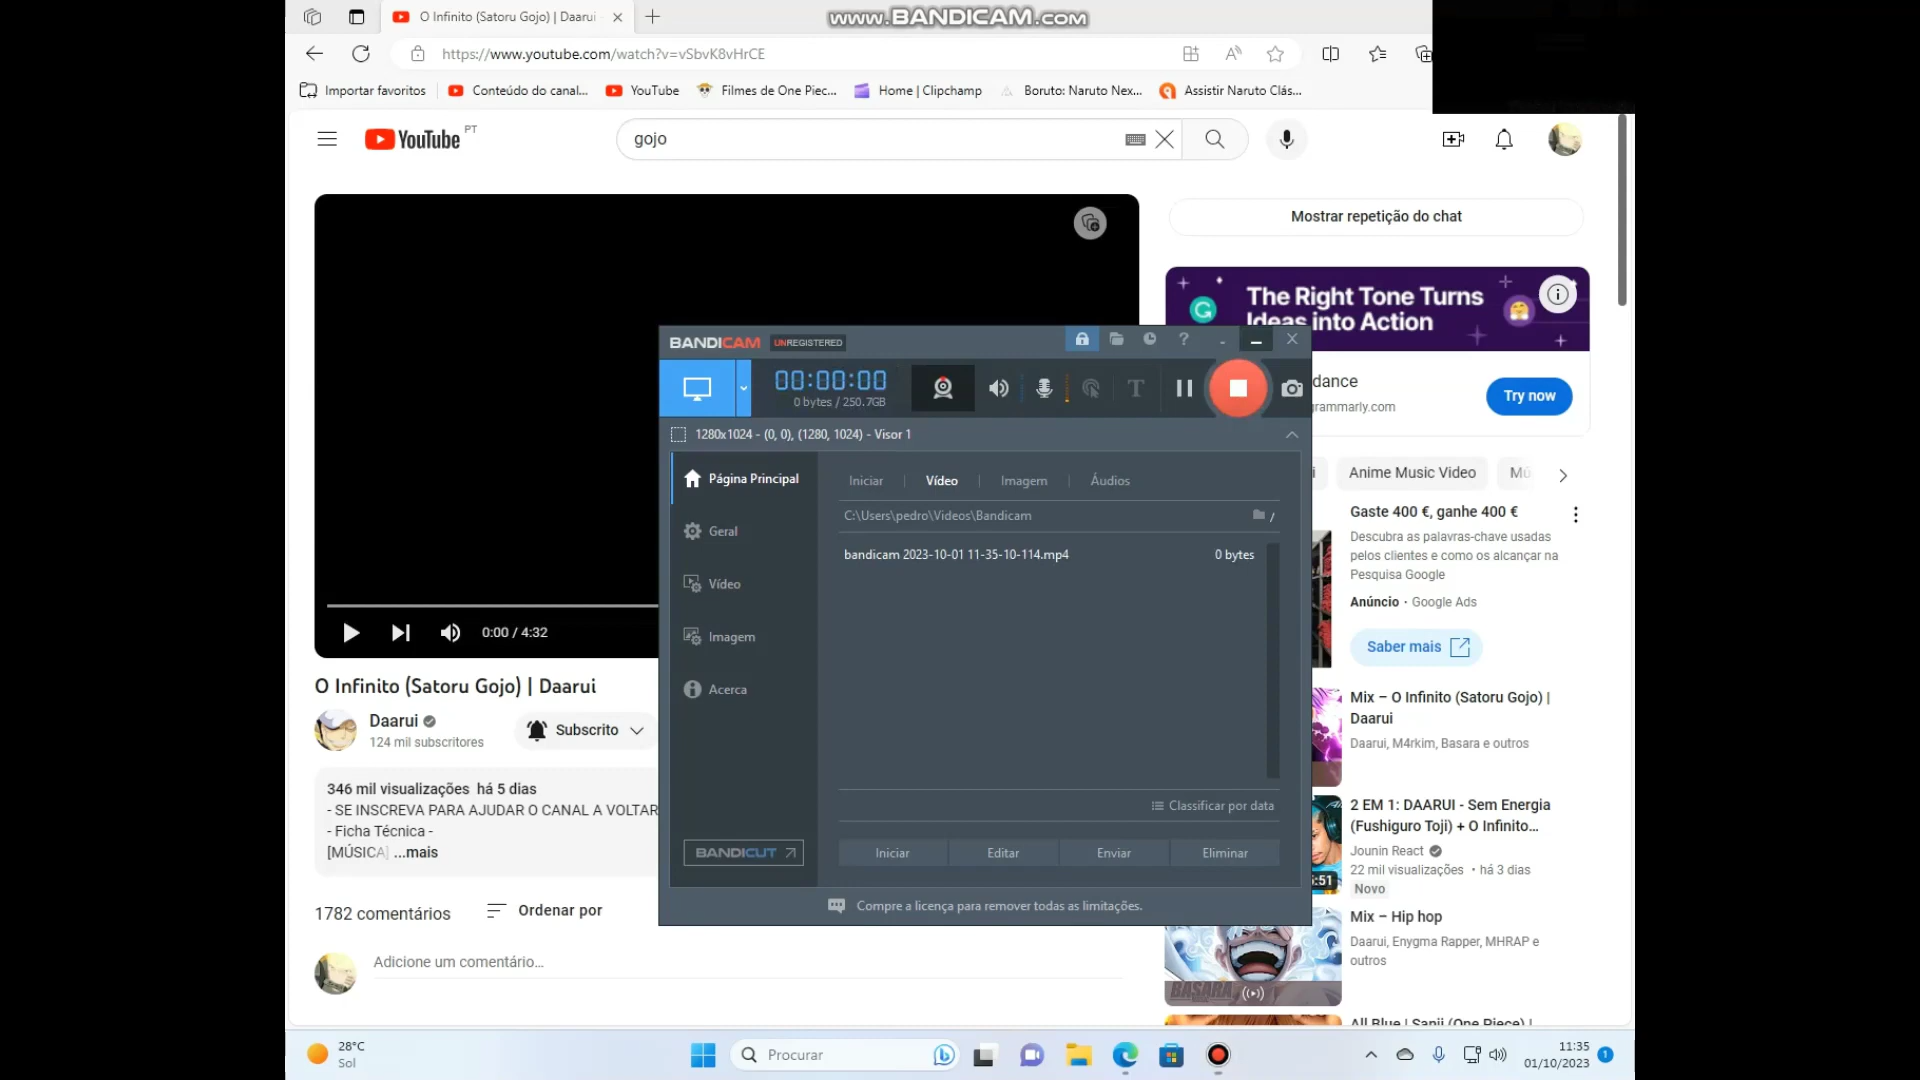 O Infinito (Satoru Gojo) | Daarui
www.BANDICAM.com
https://www.youtube.com/watch?v=vSbvK8vHrCE
Importar favoritos
Conteúdo do canal...
YouTube
Filmes de One Piec...
Home | Clipchamp
Boruto: Naruto Nex...
Assistir Naruto Clás...
YouTube PT
gojo
Mostrar repetição do chat
The Right Tone Turns
Ideas into Action
dance
grammarly.com
Try now
BANDICAM UNREGISTERED
00:00:00
0 bytes / 250.7GB
1280x1024 - (0, 0), (1280, 1024) - Visor 1
Página Principal
Geral
Vídeo
Imagem
Acerca
BANDICUT
Iniciar | Vídeo | Imagem | Áudios
C:\Users\pedro\Videos\Bandicam
bandicam 2023-10-01 11-35-10-114.mp4 0 bytes
Classificar por data
Iniciar Editar Enviar Eliminar
Compre a licença para remover todas as limitações.
0:00 / 4:32
O Infinito (Satoru Gojo) | Daarui
Daarui
124 mil subscritores
Subscrito
346 mil visualizações há 5 dias
- SE INSCREVA PARA AJUDAR O CANAL A VOLTAR
- Ficha Técnica -
[MÚSICA] ...mais
1782 comentários
Ordenar por
Adicione um comentário...
Anime Music Video
Mú
Gaste 400 €, ganhe 400 €
Descubra as palavras-chave usadas
pelos clientes e como os alcançar na
Pesquisa Google
Anúncio · Google Ads
Saber mais
Mix – O Infinito (Satoru Gojo) |
Daarui
Daarui, M4rkim, Basara e outros
2 EM 1: DAARUI - Sem Energia
(Fushiguro Toji) + O Infinito...
Jounin React
22 mil visualizações · há 3 dias
Novo
:51
Mix – Hip hop
Daarui, Enygma Rapper, MHRAP e
outros
BASARA
All Blue | Sanji (One Piece) |
28°C
Sol
Procurar
11:35
01/10/2023
1